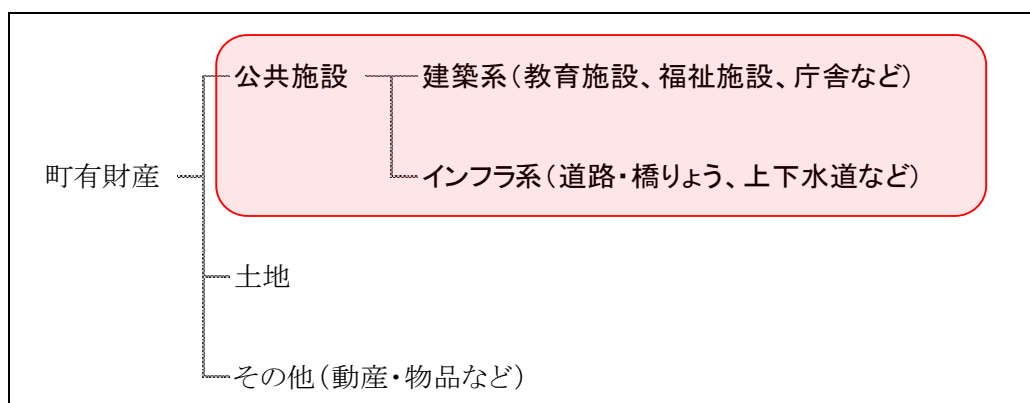 公共施設 建築系(教育施設、福祉施設、庁舎など)
町有財産
インフラ系(道路・橋りょう、上下水道など)
土地
その他(動産・物品など)